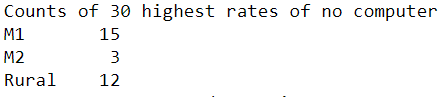 Counts of 30 highest rates of no computer
M1 15
M2 3
Rural 12